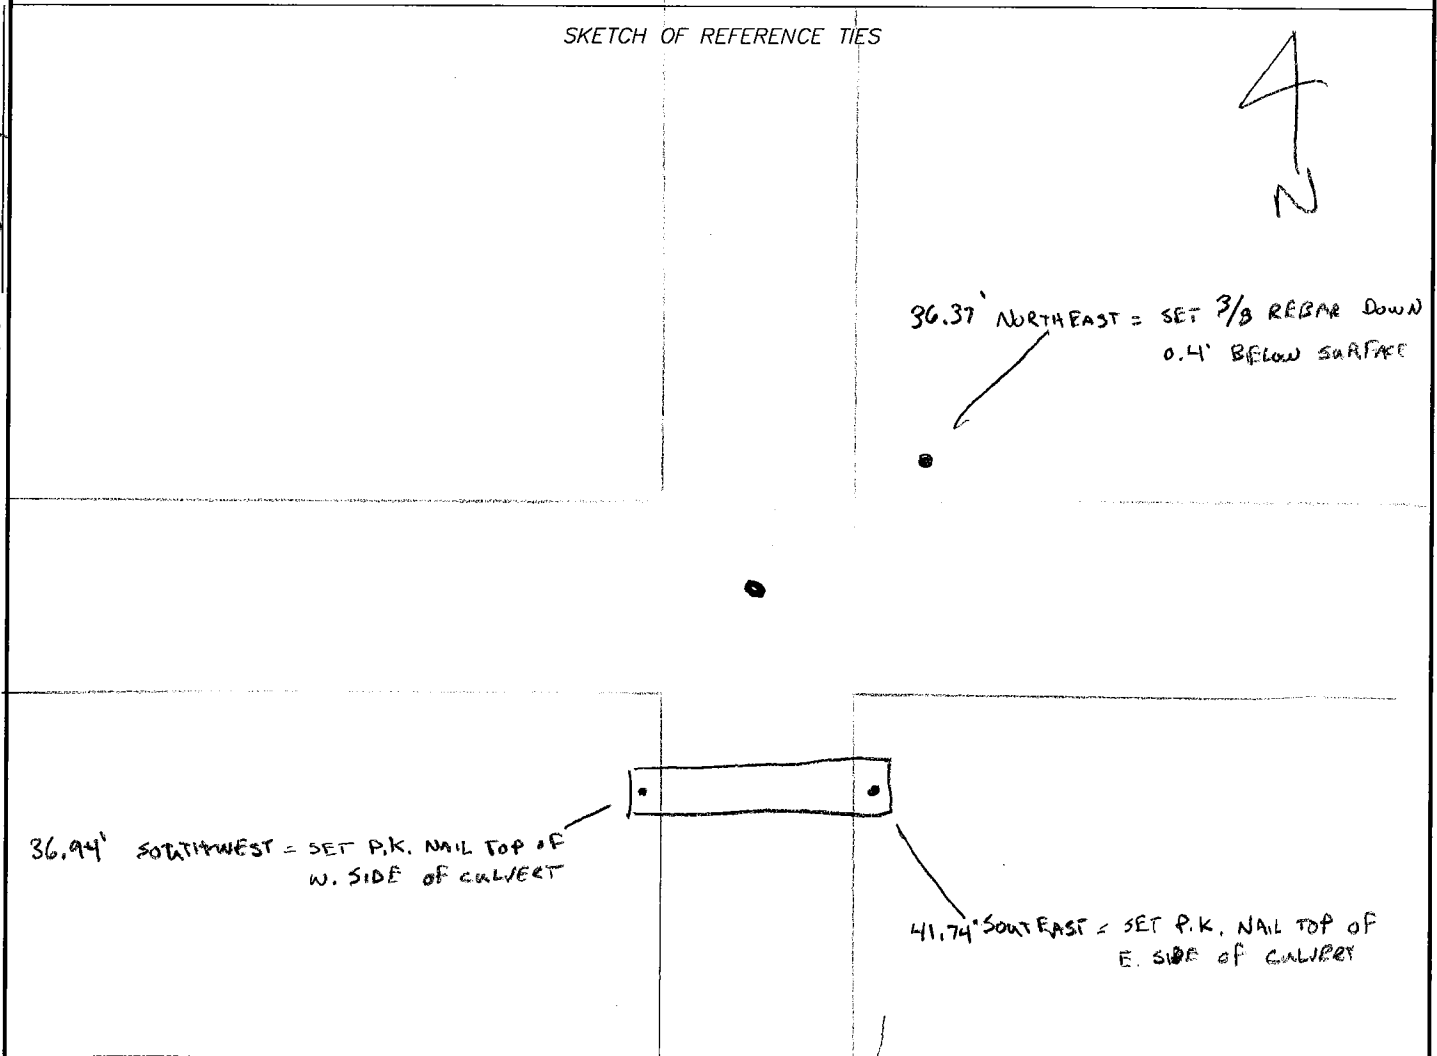 SKETCH OF REFERENCE TIES
N
36.37' NORTHEAST = SET 3/8 REBAR DOWN
0.4' BELOW SURFACE
36.94' SOUTHWEST = SET P.K. NAIL TOP OF
W. SIDE OF CULVERT
41.74' SOUTEAST = SET P.K. NAIL TOP OF
E. SIDE OF CULVERT